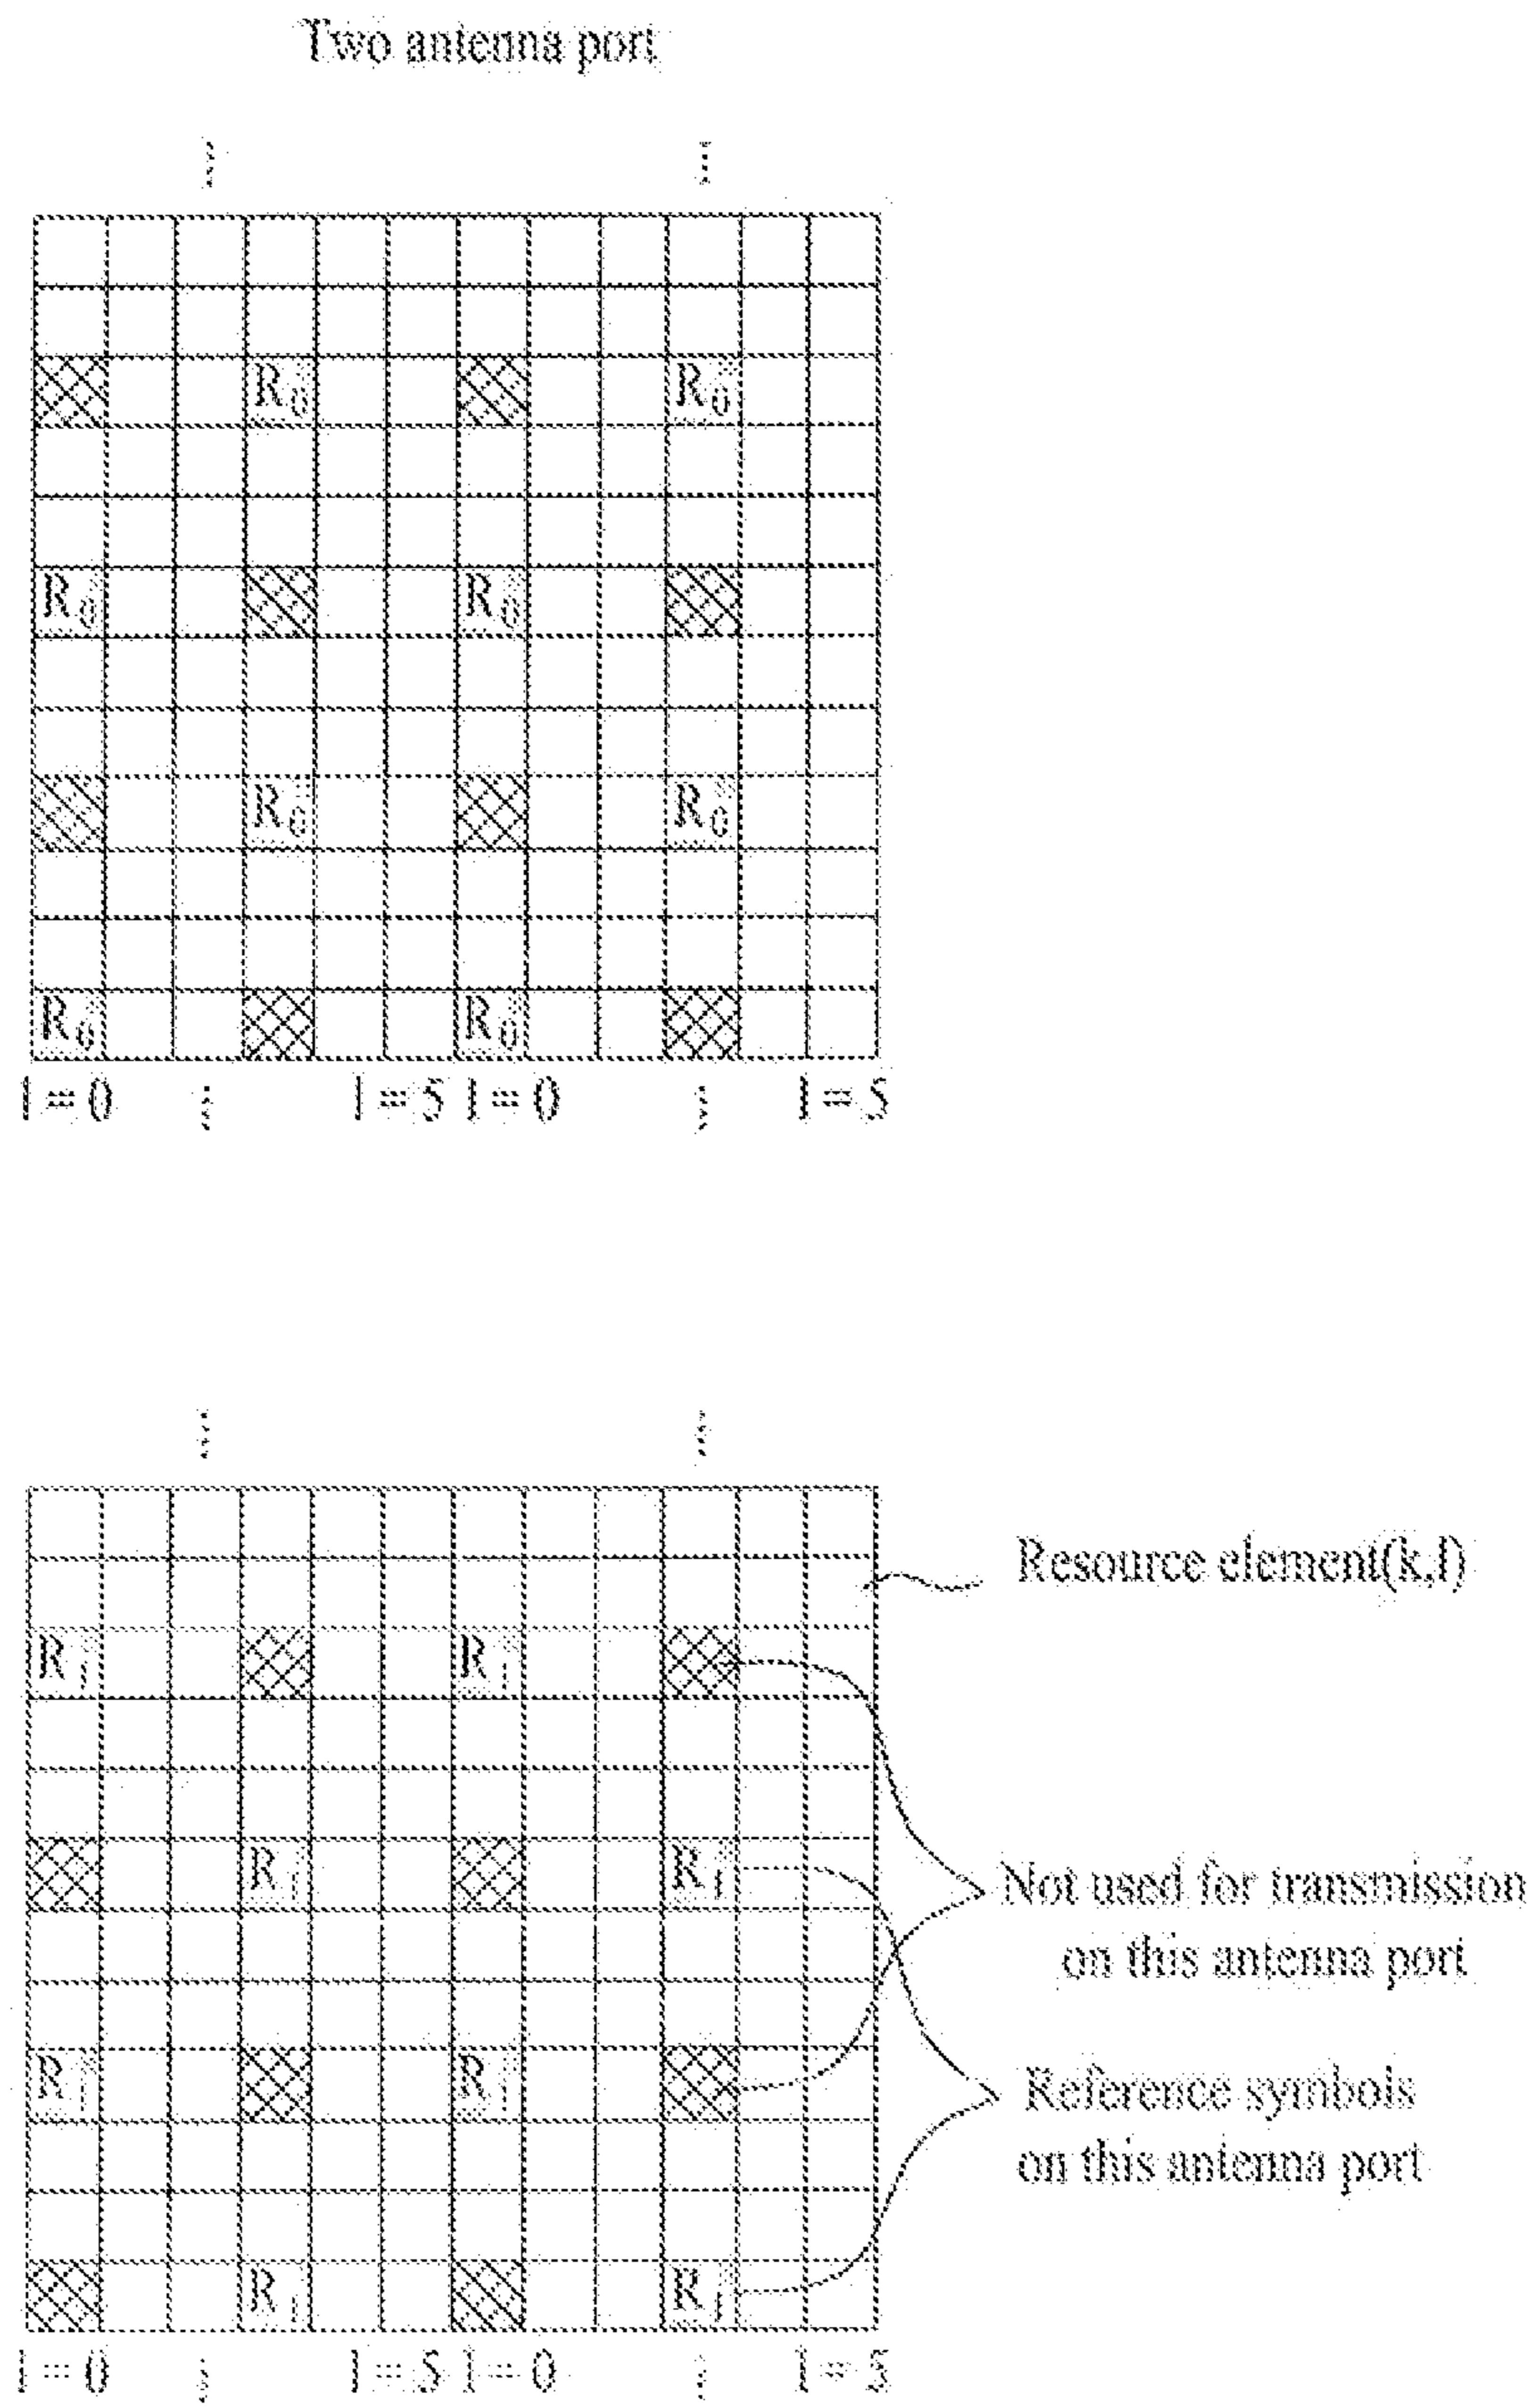 Two antenna port
R0 R0
R0 R0
R0 R0
R0 R0
l = 0 l = 5 l = 0 l = 5
Resource element(k,l)
R1 R1
R1 R1
Not used for transmission
on this antenna port
R1 R1
Reference symbols
on this antenna port
R1 R1
l = 0 l = 5 l = 0 l = 5